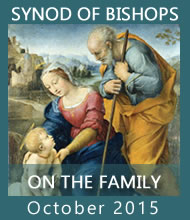 SYNOD OF BISHOPS
ON THE FAMILY
October 2015